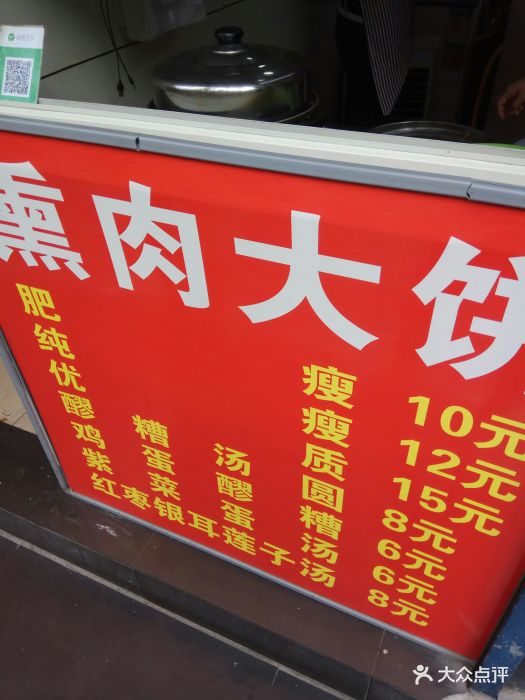 熏肉大饼
肥瘦 10元
纯瘦 12元
优质 15元
醪糟汤圆 8元
鸡蛋醪糟 6元
紫菜蛋汤 6元
红枣银耳莲子汤 8元
大众点评